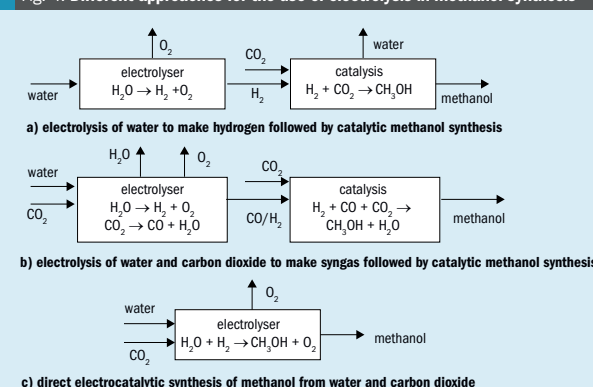 Fig. 4: Different approaches for the use of electrolysis in methanol synthesis
O₂
water
CO₂
electrolyser
catalysis
H₂O → H₂ +O₂
H₂ + CO₂ → CH₃OH
water
H₂
methanol
a) electrolysis of water to make hydrogen followed by catalytic methanol synthesis
H₂O
O₂
water
CO₂
electrolyser
catalysis
H₂O → H₂ + O₂
H₂ + CO + CO₂ →
CO₂
CO₂ → CO + H₂O
CO/H₂
CH₃OH + H₂O
methanol
b) electrolysis of water and carbon dioxide to make syngas followed by catalytic methanol synthesis
O₂
water
electrolyser
H₂O + H₂ → CH₃OH + O₂
methanol
CO₂
c) direct electrocatalytic synthesis of methanol from water and carbon dioxide